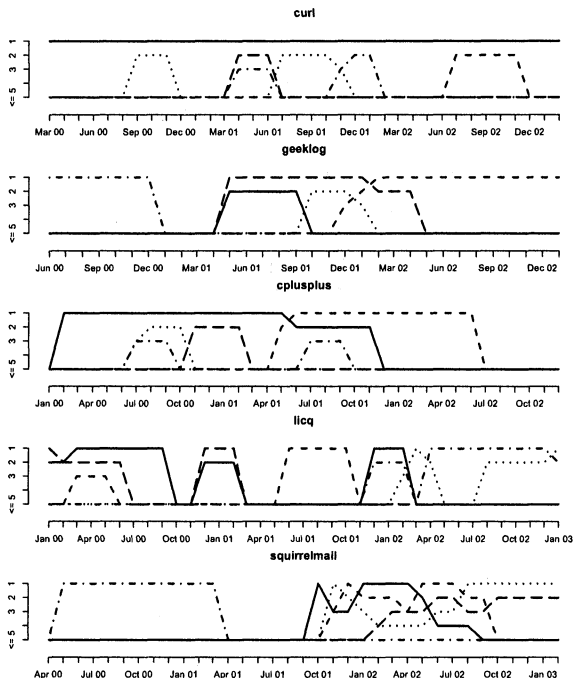 curl
1
2
3
<= 5
Mar 00 Jun 00 Sep 00 Dec 00 Mar 01 Jun 01 Sep 01 Dec 01 Mar 02 Jun 02 Sep 02 Dec 02
geeklog
1
2
3
<= 5
Jun 00 Sep 00 Dec 00 Mar 01 Jun 01 Sep 01 Dec 01 Mar 02 Jun 02 Sep 02 Dec 02
cplusplus
1
2
3
<= 5
Jan 00 Apr 00 Jul 00 Oct 00 Jan 01 Apr 01 Jul 01 Oct 01 Jan 02 Apr 02 Jul 02 Oct 02
licq
1
2
3
<= 5
Jan 00 Apr 00 Jul 00 Oct 00 Jan 01 Apr 01 Jul 01 Oct 01 Jan 02 Apr 02 Jul 02 Oct 02 Jan 03
squirrelmail
1
2
3
<= 5
Apr 00 Jul 00 Oct 00 Jan 01 Apr 01 Jul 01 Oct 01 Jan 02 Apr 02 Jul 02 Oct 02 Jan 03